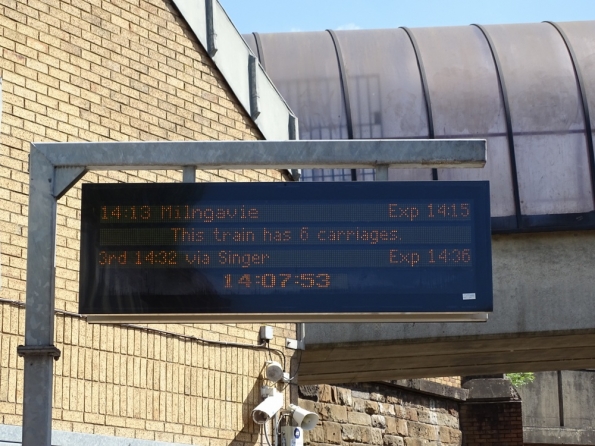 14:13 Milngavie Exp 14:15
This train has 6 carriages.
3rd 14:32 via Singer Exp 14:36
14:07:53